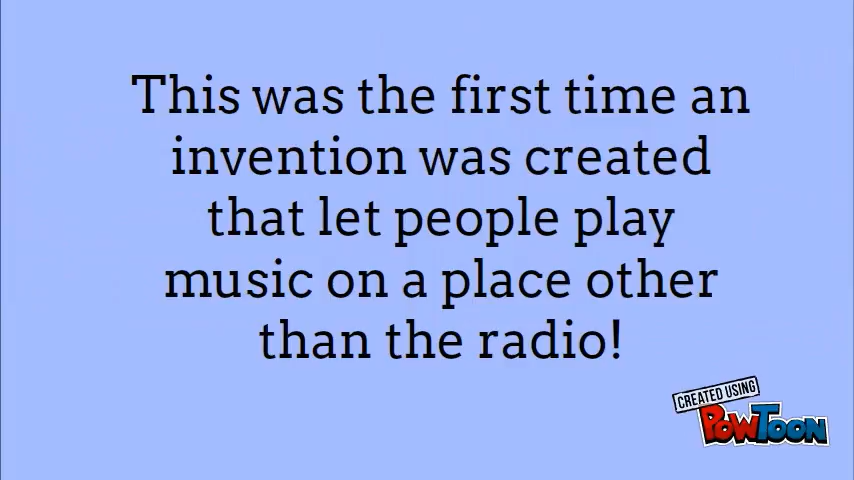 This was the first time an
invention was created
that let people play
music on a place other
than the radio!
CREATED USING
POWTOON